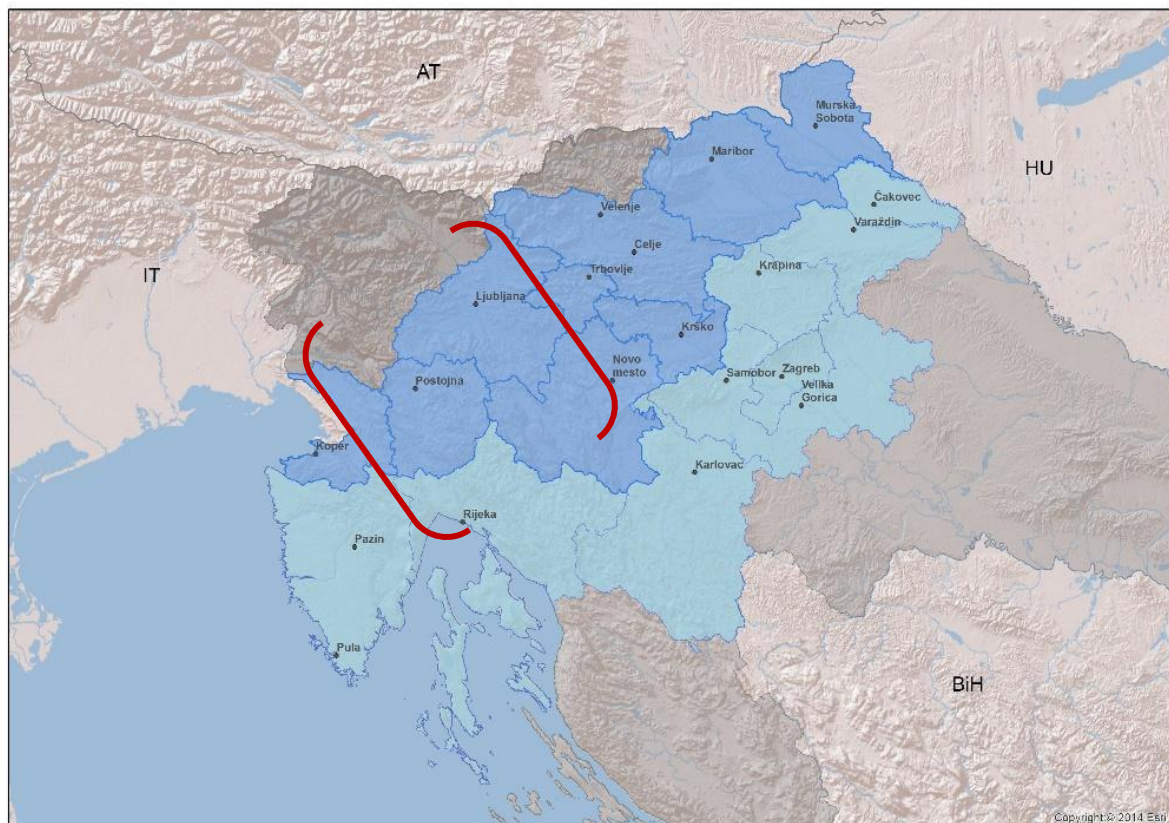 AT
Murska
Sobota
Maribor
HU
Čakovec
Velenje
Varaždin
Celje
IT
Trbovlje
Krapina
Ljubljana
Krško
Novo
mesto
Samobor
Zagreb
Postojna
Velika
Gorica
Koper
Karlovac
Rijeka
Pazin
Pula
BiH
Copyright:© 2014 Esri